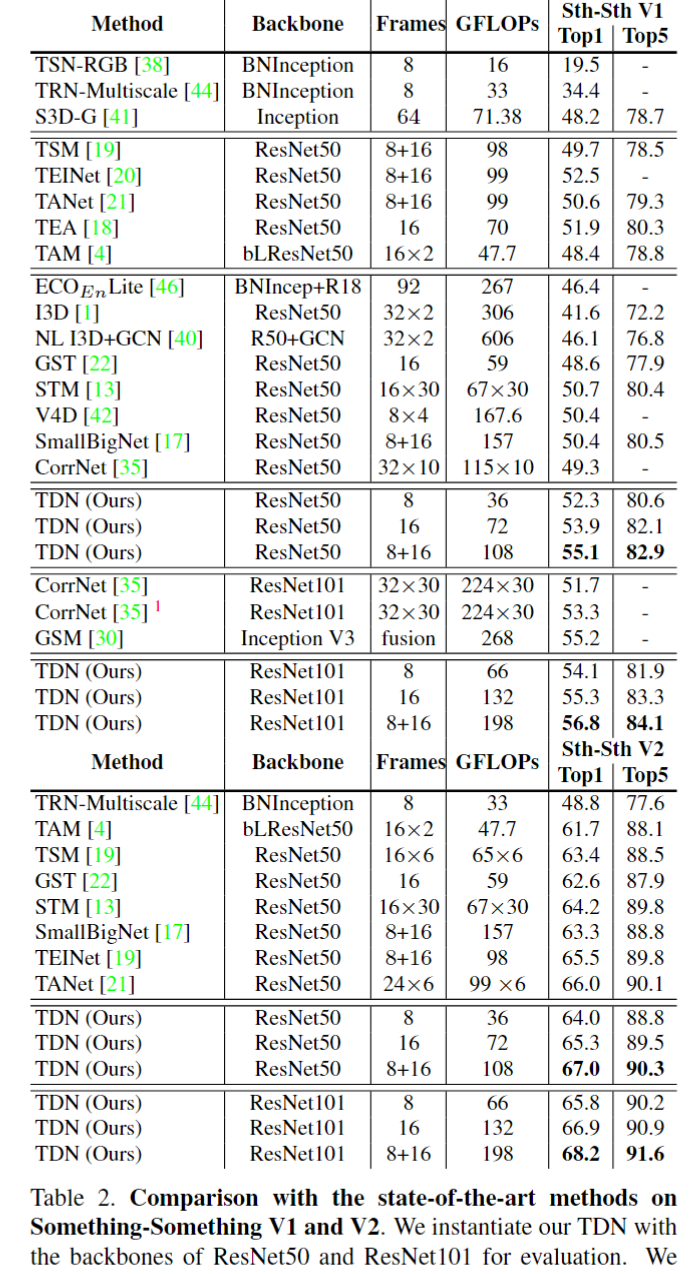 Method Backbone Frames GFLOPs Sth-Sth V1
Top1 Top5
TSN-RGB [38] BNInception 8 16 19.5 -
TRN-Multiscale [44] BNInception 8 33 34.4 -
S3D-G [41] Inception 64 71.38 48.2 78.7
TSM [19] ResNet50 8+16 98 49.7 78.5
TEINet [20] ResNet50 8+16 99 52.5 -
TANet [21] ResNet50 8+16 99 50.6 79.3
TEA [18] ResNet50 16 70 51.9 80.3
TAM [4] bLResNet50 16×2 47.7 48.4 78.8
ECOEnLite [46] BNIncep+R18 92 267 46.4 -
I3D [1] ResNet50 32×2 306 41.6 72.2
NL I3D+GCN [40] R50+GCN 32×2 606 46.1 76.8
GST [22] ResNet50 16 59 48.6 77.9
STM [13] ResNet50 16×30 67×30 50.7 80.4
V4D [42] ResNet50 8×4 167.6 50.4 -
SmallBigNet [17] ResNet50 8+16 157 50.4 80.5
CorrNet [35] ResNet50 32×10 115×10 49.3 -
TDN (Ours) ResNet50 8 36 52.3 80.6
TDN (Ours) ResNet50 16 72 53.9 82.1
TDN (Ours) ResNet50 8+16 108 55.1 82.9
CorrNet [35] ResNet101 32×30 224×30 51.7 -
CorrNet [35] 1 ResNet101 32×30 224×30 53.3 -
GSM [30] Inception V3 fusion 268 55.2 -
TDN (Ours) ResNet101 8 66 54.1 81.9
TDN (Ours) ResNet101 16 132 55.3 83.3
TDN (Ours) ResNet101 8+16 198 56.8 84.1
Method Backbone Frames GFLOPs Sth-Sth V2
Top1 Top5
TRN-Multiscale [44] BNInception 8 33 48.8 77.6
TAM [4] bLResNet50 16×2 47.7 61.7 88.1
TSM [19] ResNet50 16×6 65×6 63.4 88.5
GST [22] ResNet50 16 59 62.6 87.9
STM [13] ResNet50 16×30 67×30 64.2 89.8
SmallBigNet [17] ResNet50 8+16 157 63.3 88.8
TEINet [19] ResNet50 8+16 98 65.5 89.8
TANet [21] ResNet50 24×6 99 ×6 66.0 90.1
TDN (Ours) ResNet50 8 36 64.0 88.8
TDN (Ours) ResNet50 16 72 65.3 89.5
TDN (Ours) ResNet50 8+16 108 67.0 90.3
TDN (Ours) ResNet101 8 66 65.8 90.2
TDN (Ours) ResNet101 16 132 66.9 90.9
TDN (Ours) ResNet101 8+16 198 68.2 91.6
Table 2. Comparison with the state-of-the-art methods on
Something-Something V1 and V2. We instantiate our TDN with
the backbones of ResNet50 and ResNet101 for evaluation. We